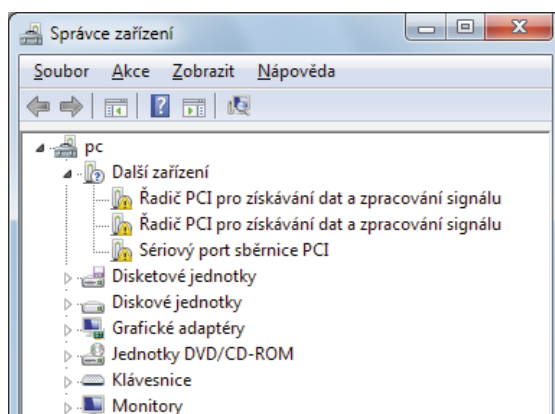 Správce zařízení
Soubor Akce Zobrazit Nápověda
pc
Další zařízení
Řadič PCI pro získávání dat a zpracování signálu
Řadič PCI pro získávání dat a zpracování signálu
Sériový port sběrnice PCI
Disketové jednotky
Diskové jednotky
Grafické adaptéry
Jednotky DVD/CD-ROM
Klávesnice
Monitory